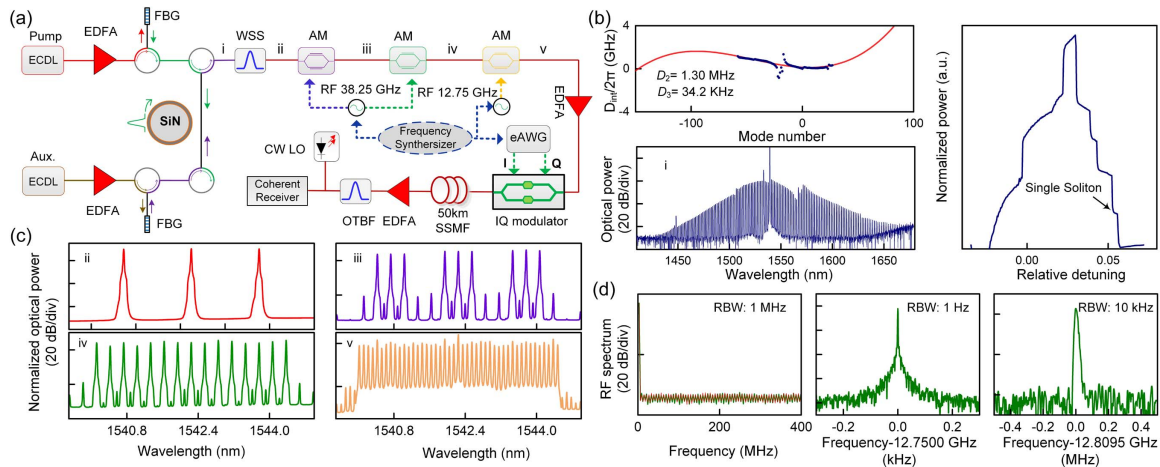 (a)
FBG
Pump
EDFA
ECDL
i
WSS
ii
AM
iii
AM
iv
AM
v
RF 38.25 GHz
RF 12.75 GHz
EDFA
SiN
Frequency
Synthersizer
eAWG
CW LO
I
Q
Aux.
ECDL
EDFA
FBG
Coherent
Receiver
OTBF
EDFA
50km
SSMF
IQ modulator
(b)
Dint/2π (GHz)
4
0
-4
D2= 1.30 MHz
D3= 34.2 KHz
-100
0
100
Mode number
Optical power
(20 dB/div)
i
1450
1500
1550
1600
1650
Wavelength (nm)
Normalized power (a.u.)
Single Soliton
0.00
0.05
Relative detuning
(c)
Normalized optical power
(20 dB/div)
ii
iii
iv
v
1540.8
1542.4
1544.0
Wavelength (nm)
1540.8
1542.4
1544.0
Wavelength (nm)
(d)
RF spectrum
(20 dB/div)
RBW: 1 MHz
0
200
400
Frequency (MHz)
RBW: 1 Hz
-0.2
0.0
0.2
Frequency-12.7500 GHz
(kHz)
RBW: 10 kHz
-0.4
-0.2
0.0
0.2
0.4
Frequency-12.8095 GHz
(MHz)